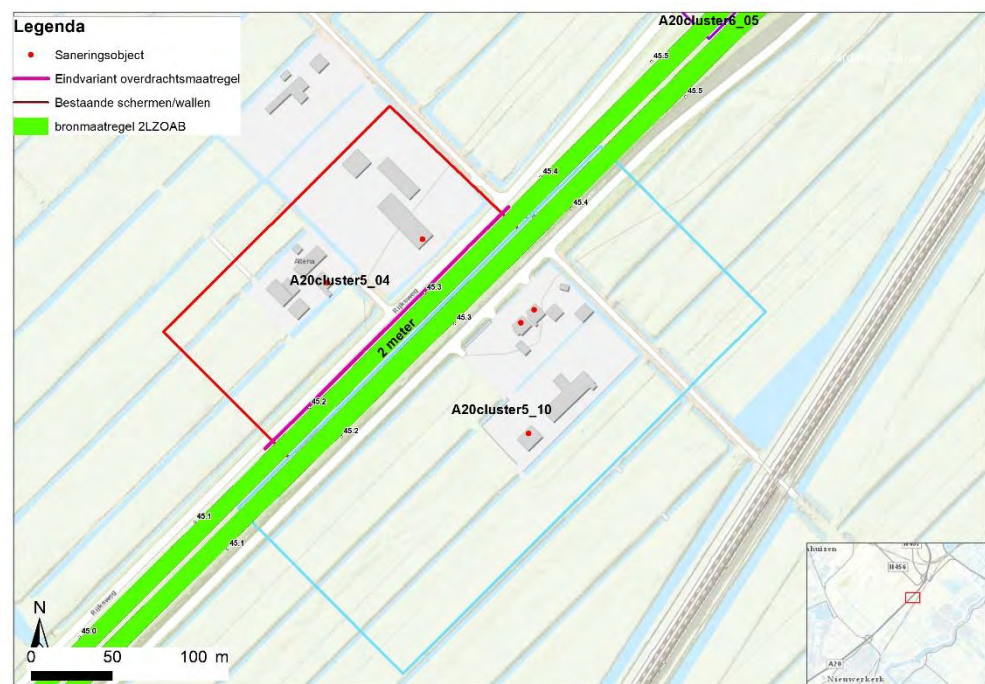 Legenda
Saneringsobject
Eindvariant overdrachtsmaatregel
Bestaande schermen/wallen
bronmaatregel 2LZOAB
A20cluster6_05
45.5
45.5
45.4
45.4
Altena
A20cluster5_04
45.3
Rijksweg
45.3
2 meter
45.2
A20cluster5_10
45.2
45.1
45.1
Rijksweg
45.0
N
0 50 100 m
nhuizen
N456
A20
Nieuwerkerk